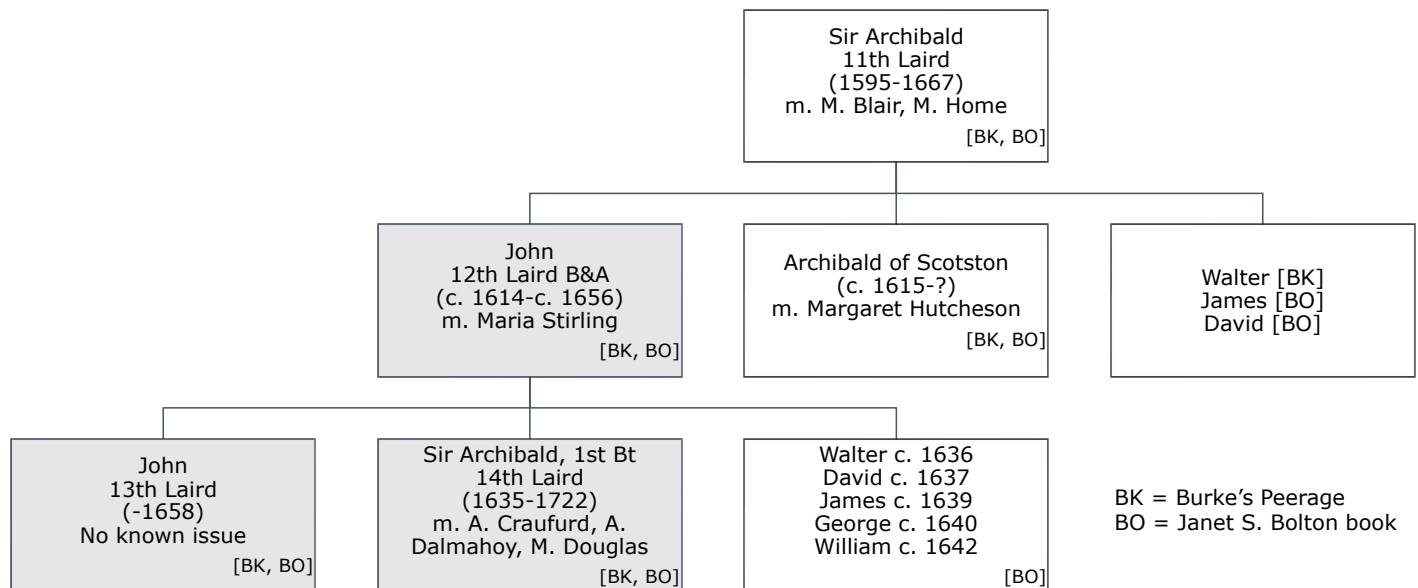 Sir Archibald
11th Laird
(1595-1667)
m. M. Blair, M. Home
[BK, BO]
John
12th Laird B&A
(c. 1614-c. 1656)
m. Maria Stirling
[BK, BO]
Archibald of Scotston
(c. 1615-?)
m. Margaret Hutcheson
[BK, BO]
Walter [BK]
James [BO]
David [BO]
John
13th Laird
(-1658)
No known issue
[BK, BO]
Sir Archibald, 1st Bt
14th Laird
(1635-1722)
m. A. Craufurd, A.
Dalmahoy, M. Douglas
[BK, BO]
Walter c. 1636
David c. 1637
James c. 1639
George c. 1640
William c. 1642
[BO]
BK = Burke’s Peerage
BO = Janet S. Bolton book